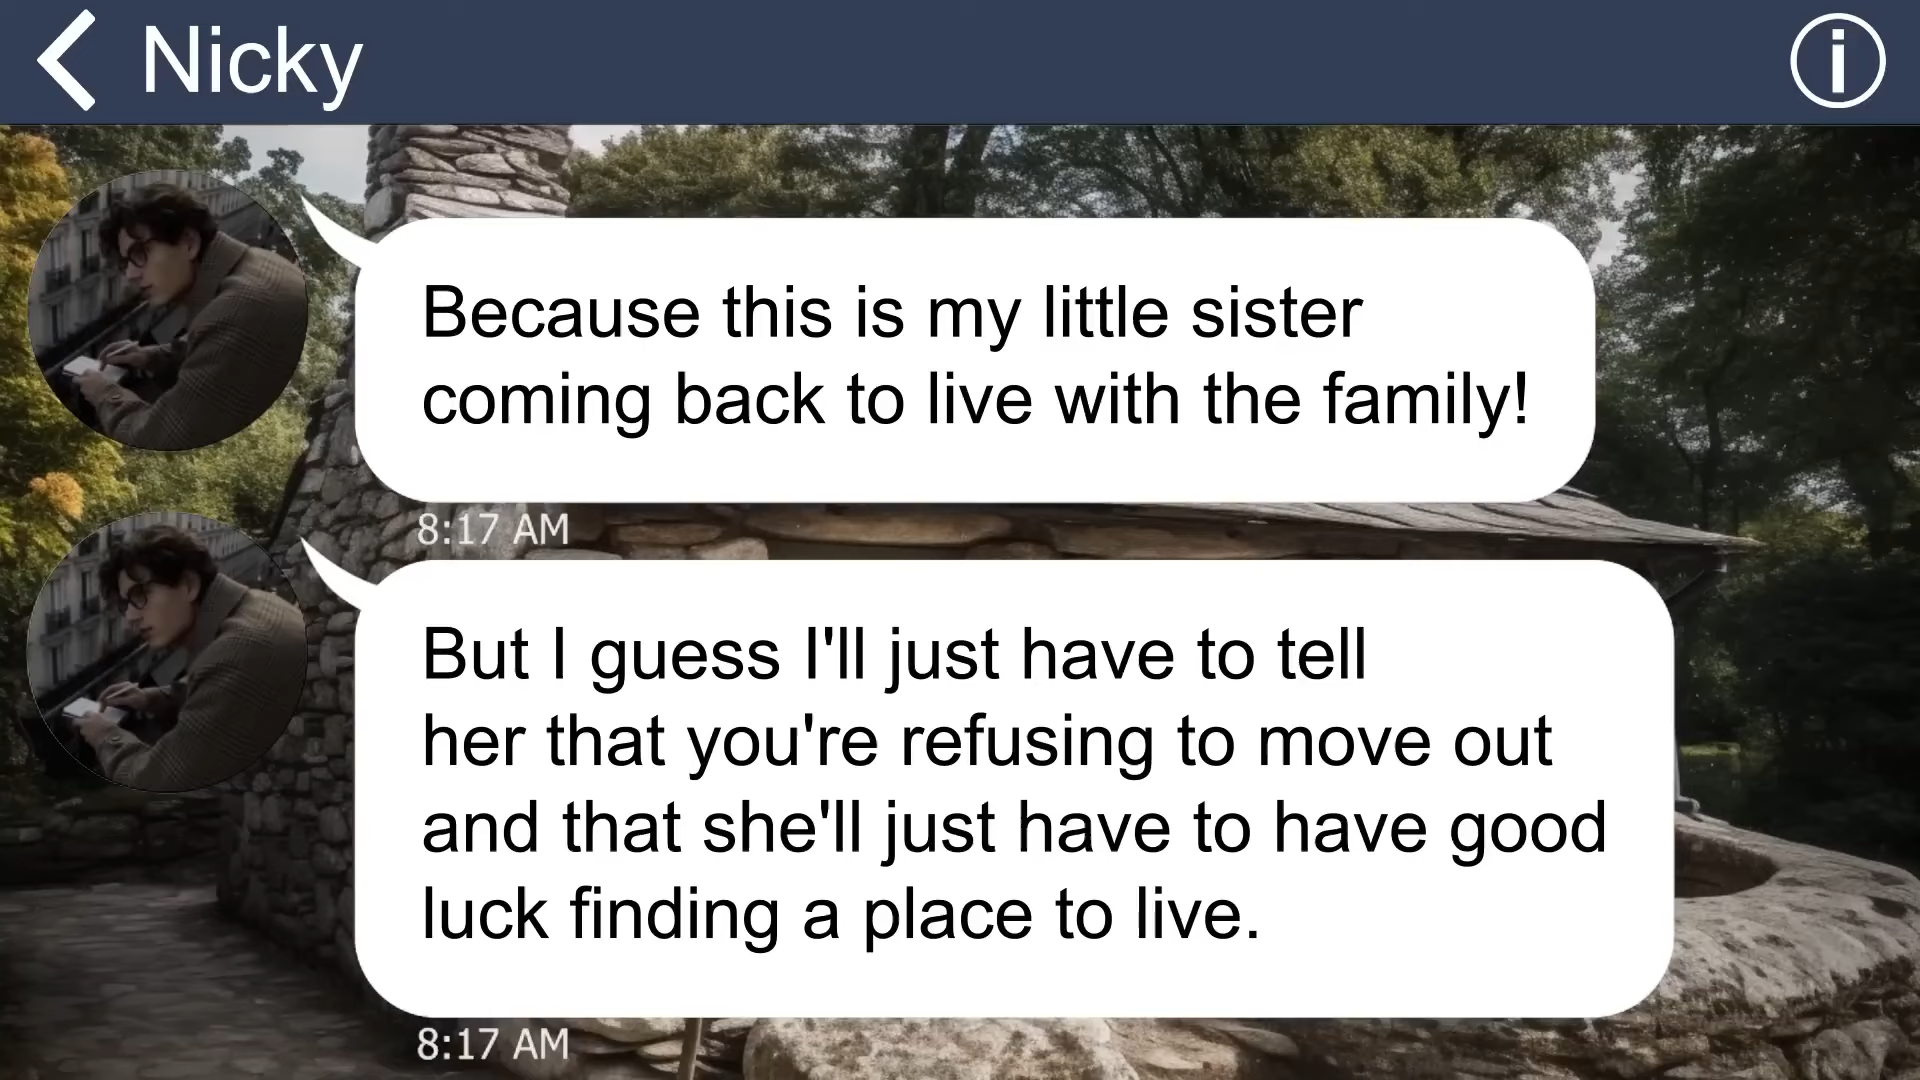 Nicky
Because this is my little sister
coming back to live with the family!
8:17 AM
But I guess I'll just have to tell
her that you're refusing to move out
and that she'll just have to have good
luck finding a place to live.
8:17 AM